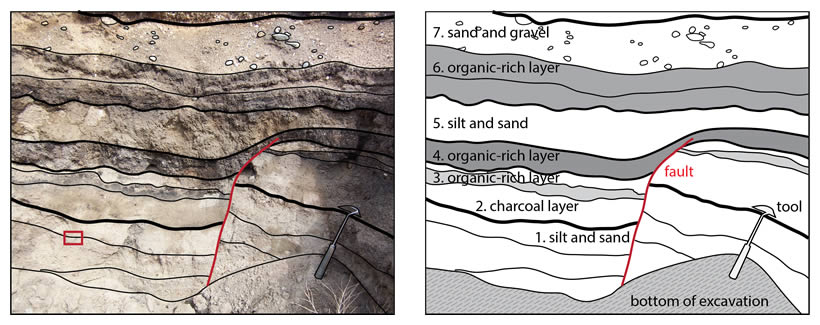 7. sand and gravel
6. organic-rich layer
5. silt and sand
4. organic-rich layer
fault
3. organic-rich layer
2. charcoal layer
tool
1. silt and sand
bottom of excavation